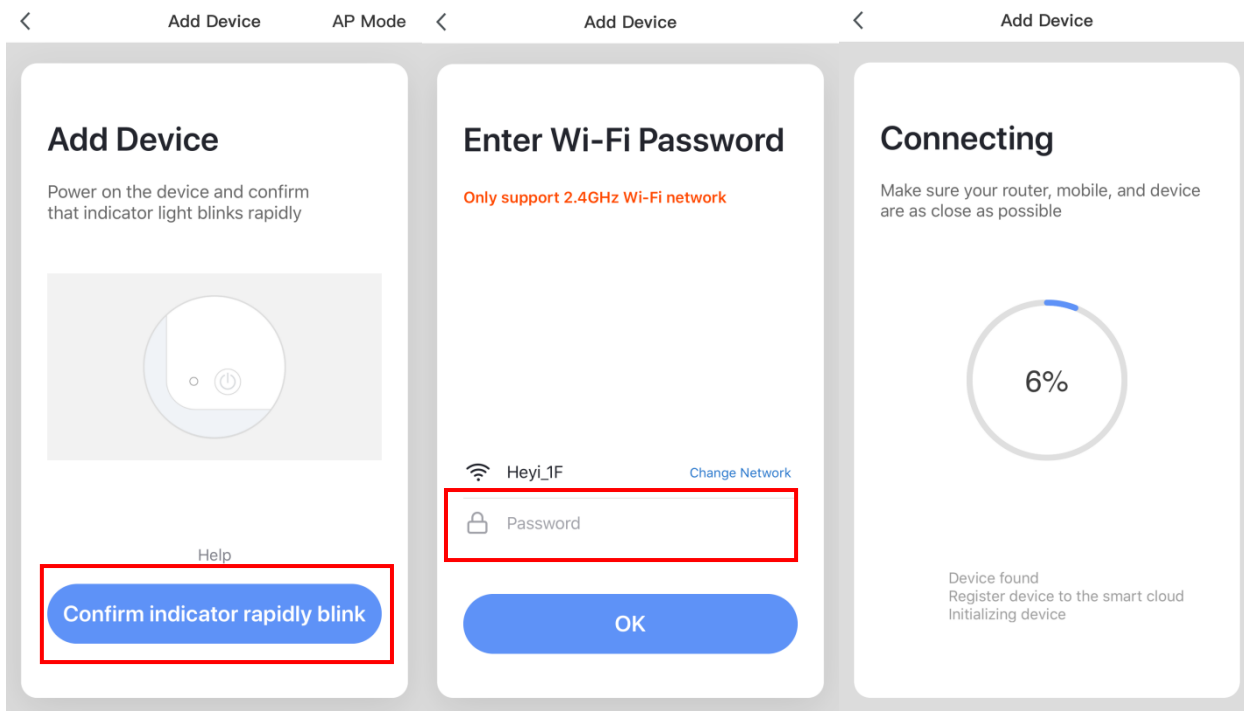 Add Device
AP Mode
Add Device
Power on the device and confirm
that indicator light blinks rapidly
Help
Confirm indicator rapidly blink
Add Device
Enter Wi-Fi Password
Only support 2.4GHz Wi-Fi network
Heyi_1F
Change Network
Password
OK
Add Device
Connecting
Make sure your router, mobile, and device
are as close as possible
6%
Device found
Register device to the smart cloud
Initializing device